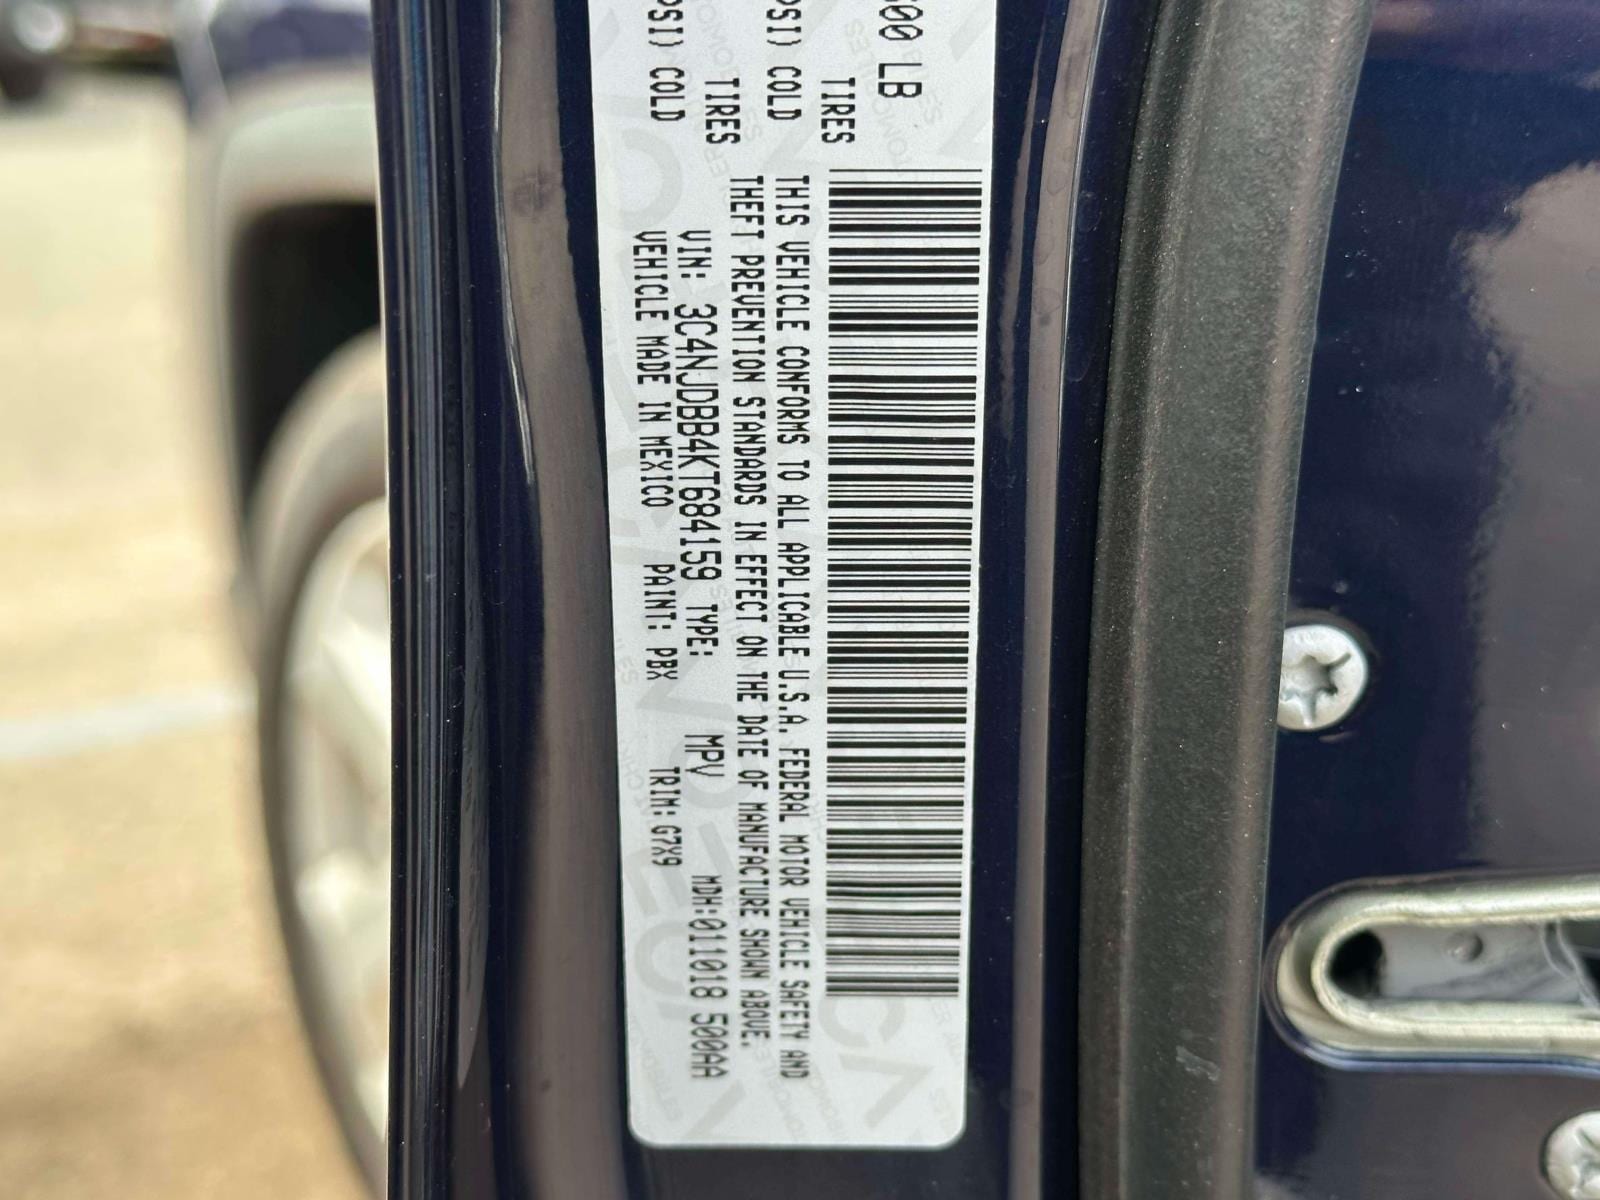 500 LB
TIRES
PSI) COLD
TIRES
PSI) COLD
THIS VEHICLE CONFORMS TO ALL APPLICABLE U.S.A. FEDERAL MOTOR VEHICLE SAFETY AND
THEFT PREVENTION STANDARDS IN EFFECT ON THE DATE OF MANUFACTURE SHOWN ABOVE.
VIN: 3C4NJDBB4KT684159 TYPE: MPV MDH:011018 500AA
VEHICLE MADE IN MEXICO PAINT: PBX TRIM: G7X9